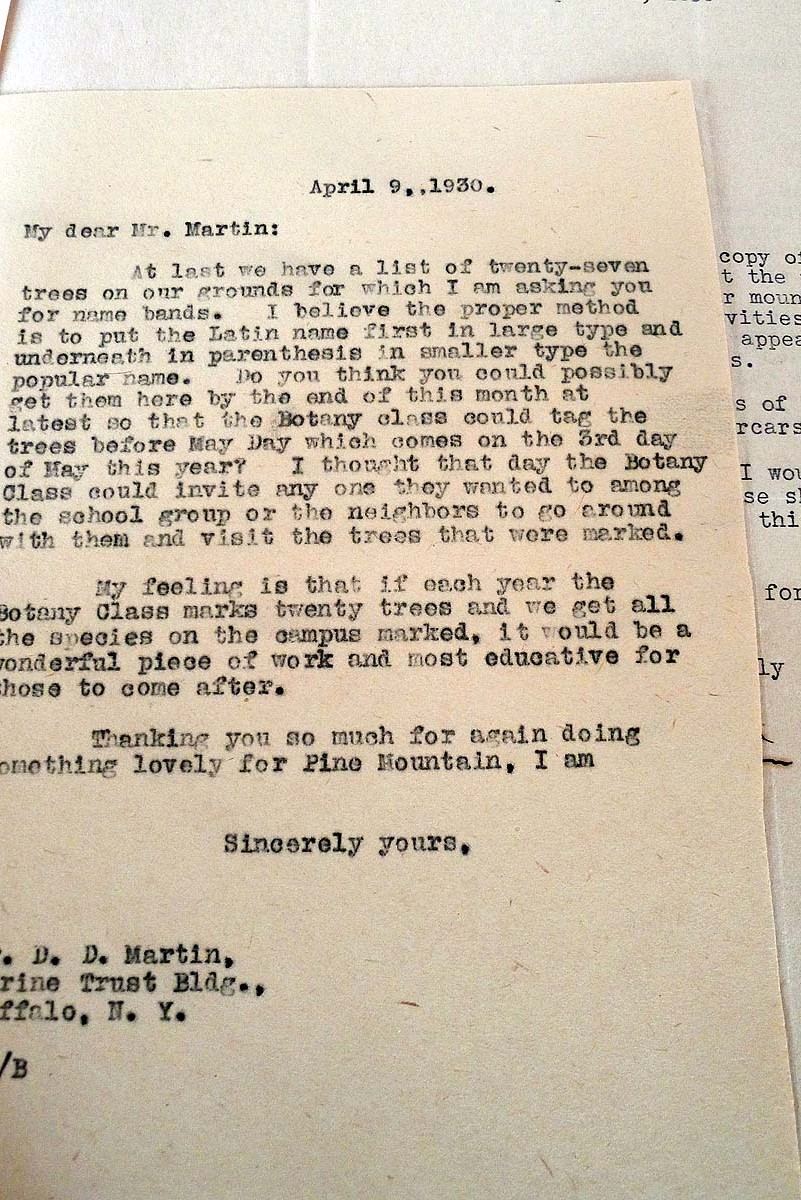 April 9,,1930.
My dear Mr. Martin:
At last we have a list of twenty-seven
trees on our grounds for which I am asking you
for name bands. I believe the proper method
is to put the Latin name first in large type and
underneath in parenthesis in smaller type the
popular name. Do you think you could possibly
get them here by the end of this month at
latest so that the Botany class could tag the
trees before May Day which comes on the 3rd day
of May this year? I thought that day the Botany
Class could invite any one they wanted to among
the school group or the neighbors to go around
with them and visit the trees that were marked.
My feeling is that if each year the
Botany Class marks twenty trees and we get all
the species on the campus marked, it would be a
wonderful piece of work and most educative for
those to come after.
Thanking you so much for again doing
omething lovely for Pine Mountain, I am
Sincerely yours,
. D. D. Martin,
rine Trust Bldg.,
ffalo, N. Y.
/B
copy of
t the
r moun
vities
appea
s.
s of
rcars
I wou
se sh
thi
for
ly